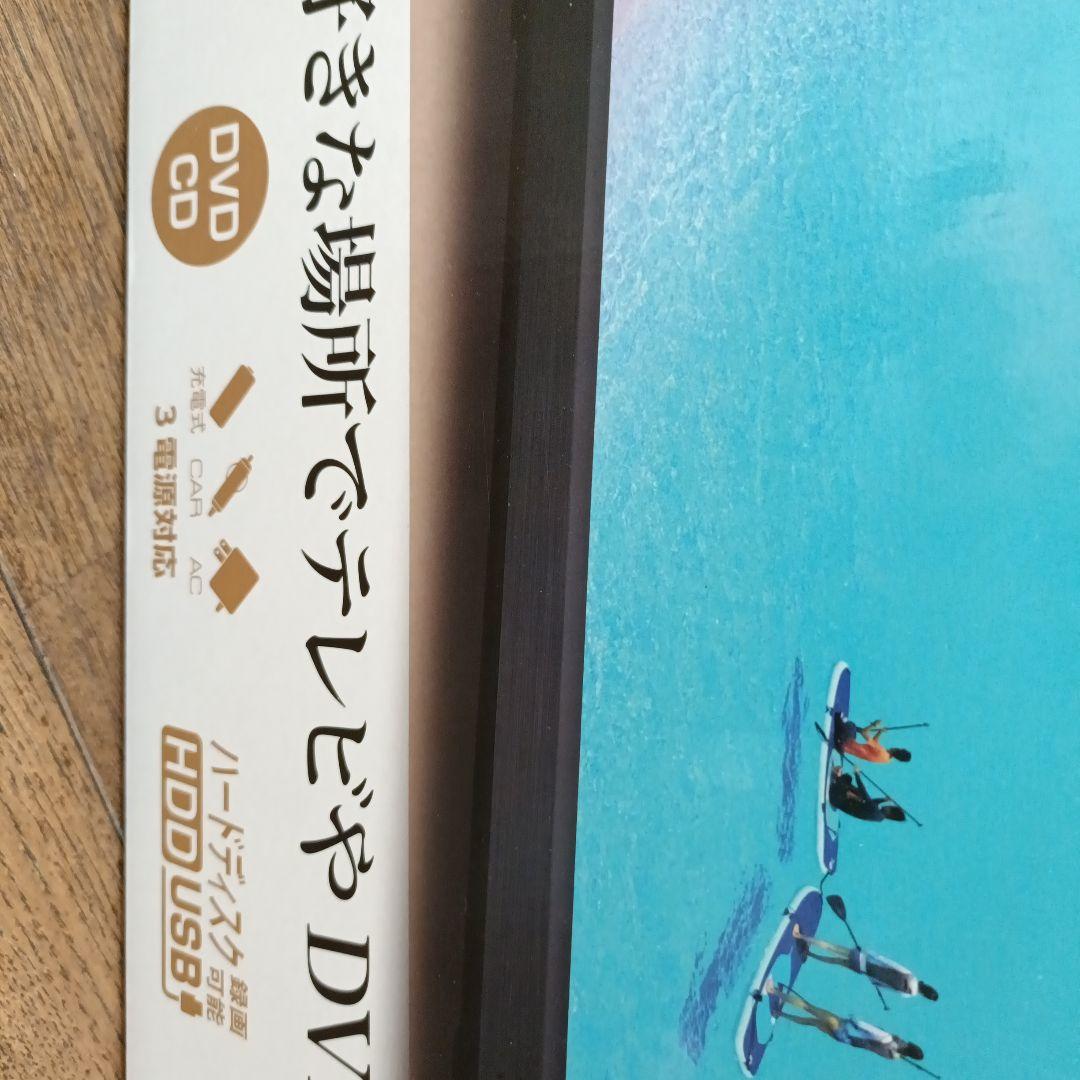 好きな場所でテレビや DV
DVD
CD
充電式 CAR AC
3 電源対応
ハードディスク 録画可能
HDD USB